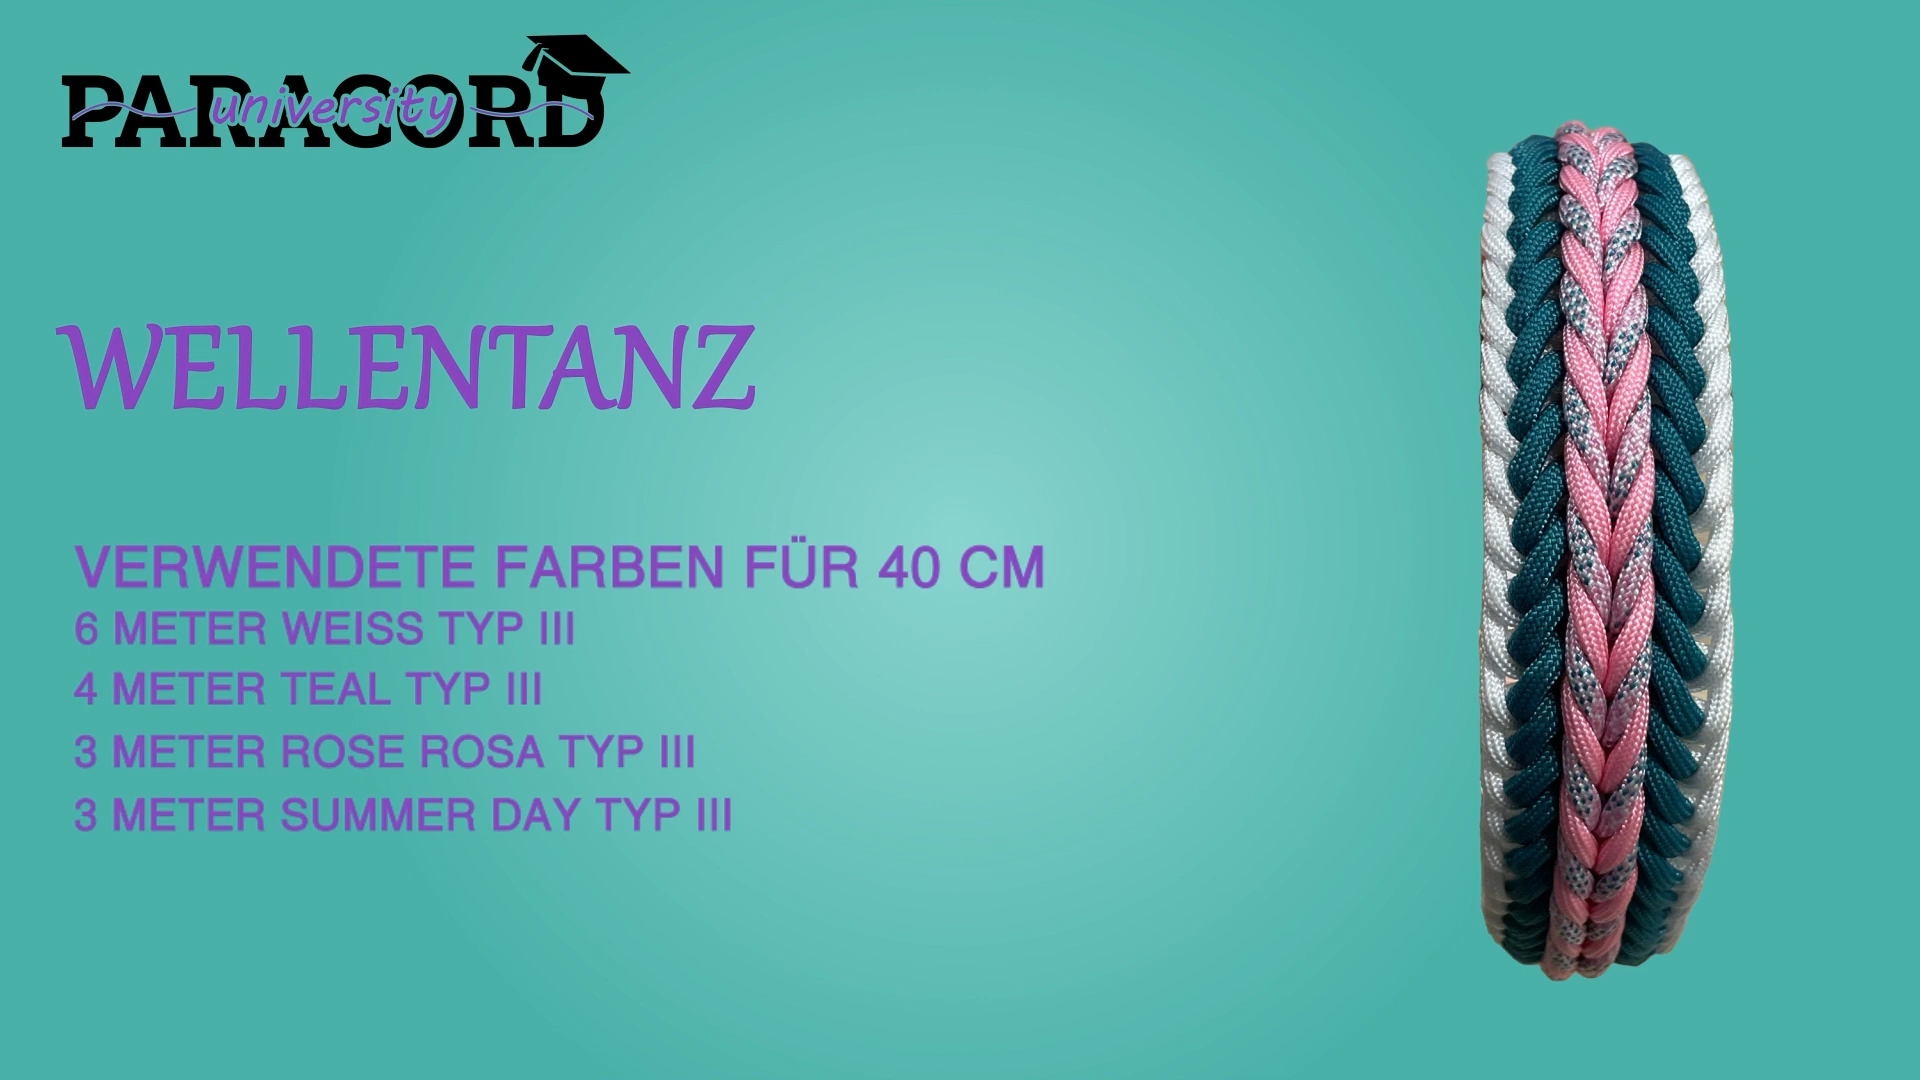 PARACORD
university
WELLENTANZ
VERWENDETE FARBEN FÜR 40 CM
6 METER WEISS TYP III
4 METER TEAL TYP III
3 METER ROSE ROSA TYP III
3 METER SUMMER DAY TYP III